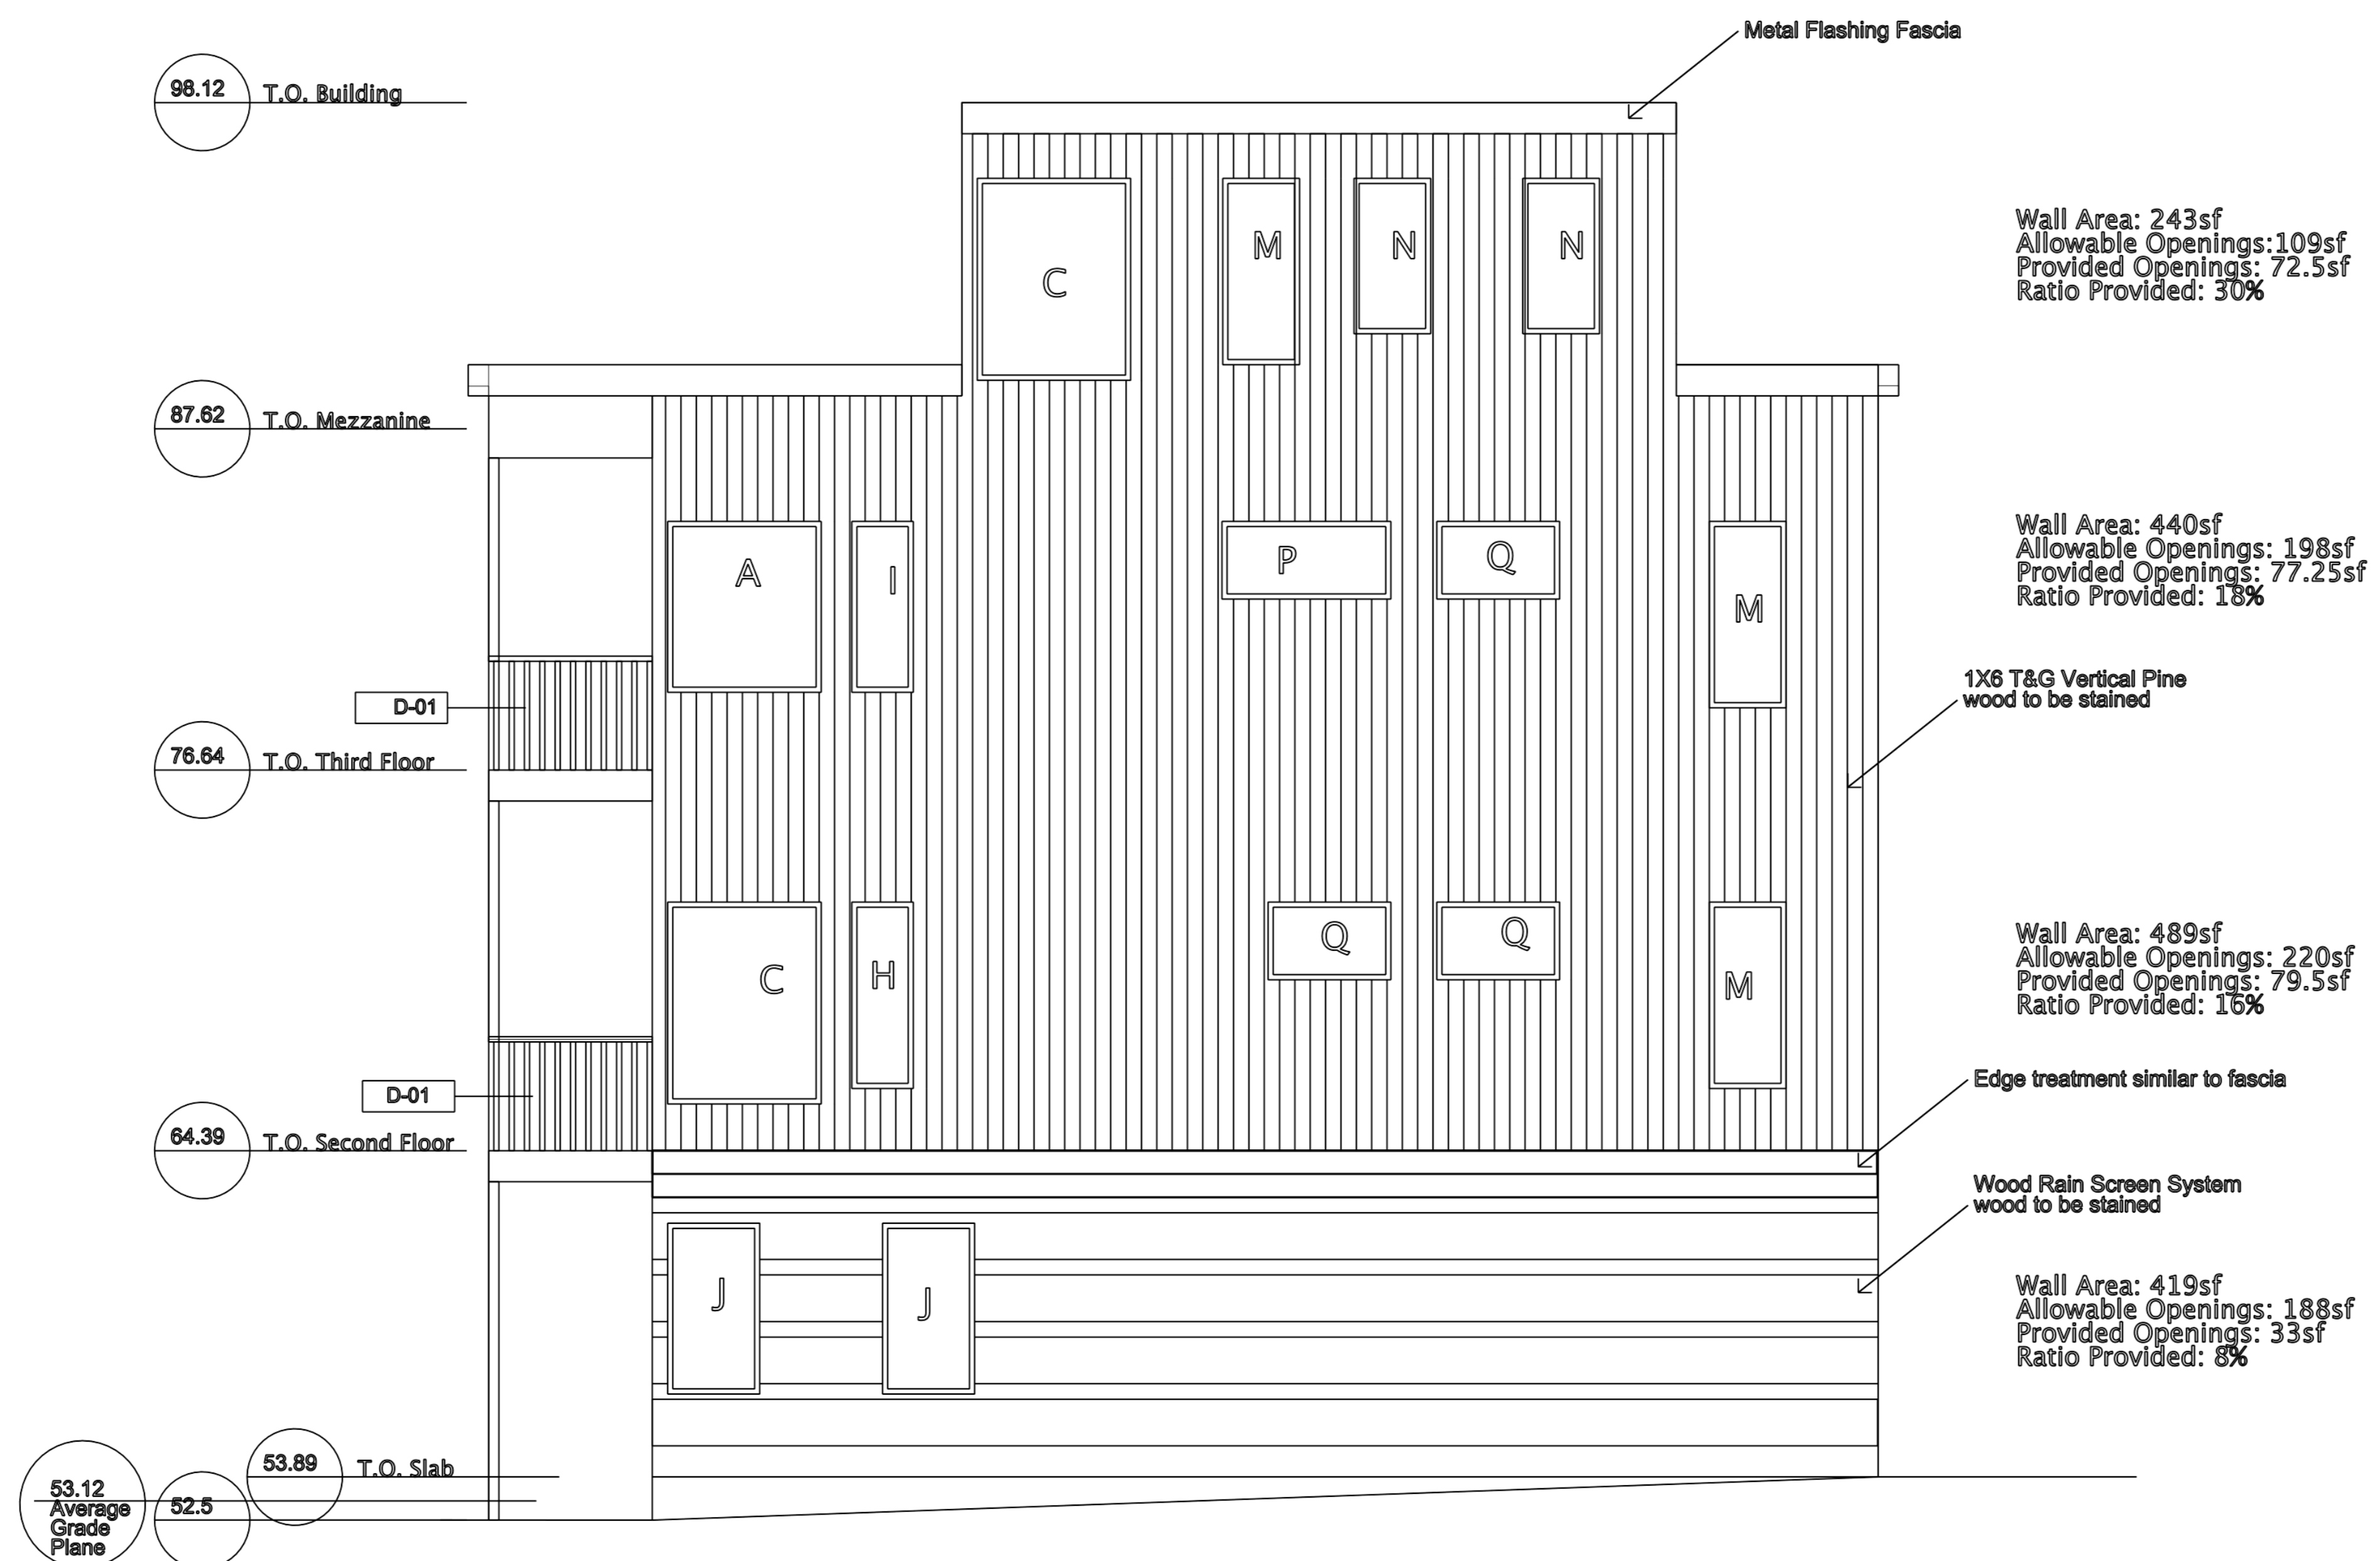 Metal Flashing Fascia
98.12
T.O. Building
C
M
N
N
Wall Area: 243sf
Allowable Openings:109sf
Provided Openings: 72.5sf
Ratio Provided: 30%
87.62
T.O. Mezzanine
A
I
P
Q
M
Wall Area: 440sf
Allowable Openings: 198sf
Provided Openings: 77.25sf
Ratio Provided: 18%
1X6 T&G Vertical Pine
wood to be stained
D-01
76.64
T.O. Third Floor
C
H
Q
Q
M
Wall Area: 489sf
Allowable Openings: 220sf
Provided Openings: 79.5sf
Ratio Provided: 16%
D-01
Edge treatment similar to fascia
64.39
T.O. Second Floor
Wood Rain Screen System
wood to be stained
J
J
Wall Area: 419sf
Allowable Openings: 188sf
Provided Openings: 33sf
Ratio Provided: 8%
53.89
T.O. Slab
53.12
Average
Grade
Plane
52.5